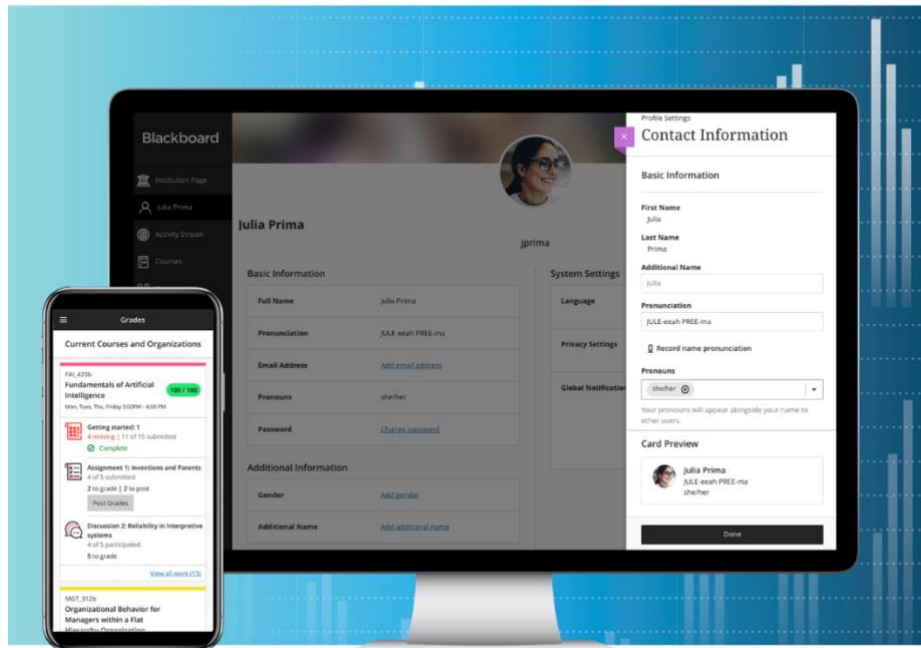 Blackboard
Institution Page
Julia Prima
Activity Stream
Courses
Julia Prima
jprima
Basic Information
Full Name Julia Prima
Pronunciation JULE-eeah PREE-ma
Email Address Add email address
Pronouns she/her
Password Change password
Additional Information
Gender Add gender
Additional Name Add additional name
System Settings
Language
Privacy Settings
Global Notification
Profile Settings
Contact Information
Basic Information
First Name
Julia
Last Name
Prima
Additional Name
Julia
Pronunciation
JULE-eeah PREE-ma
Record name pronunciation
Pronouns
she/her
Your pronouns will appear alongside your name to
other users.
Card Preview
Julia Prima
JULE-eeah PREE-ma
she/her
Done
Grades
Current Courses and Organizations
FAI_420b
Fundamentals of Artificial
Intelligence
100 / 100
Mon, Tues, Thu, Friday 3:00PM - 4:00 PM
Getting started: 1
4 missing | 11 of 15 submitted
Complete
Assignment 1: Inventions and Patents
4 of 5 submitted
2 to grade | 2 to post
Post Grades
Discussion 2: Reliability in Interpretive
systems
4 of 5 participated
5 to grade
View all work (13)
MGT_312b
Organizational Behavior for
Managers within a Flat
Hierarchy Organization